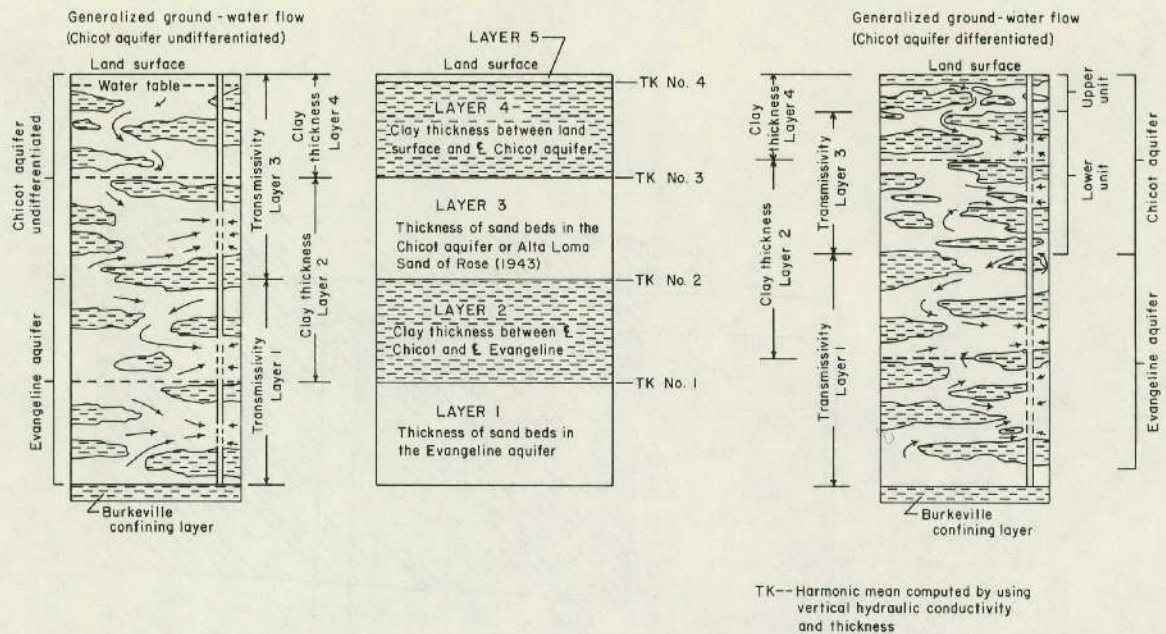 Generalized ground-water flow
(Chicot aquifer undifferentiated)
Land surface
Water table
Chicot aquifer
undifferentiated
Evangeline aquifer
Transmissivity
Layer 3
Transmissivity
Layer 1
Clay
thickness
Layer 4
Clay thickness
Layer 2
Burkeville
confining layer
LAYER 5
Land surface
LAYER 4
Clay thickness between land
surface and ℄ Chicot aquifer
LAYER 3
Thickness of sand beds in the
Chicot aquifer or Alta Loma
Sand of Rose (1943)
LAYER 2
Clay thickness between ℄
Chicot and ℄ Evangeline
LAYER 1
Thickness of sand beds in
the Evangeline aquifer
TK No. 4
TK No. 3
TK No. 2
TK No. 1
Generalized ground-water flow
(Chicot aquifer differentiated)
Land surface
Clay
thickness
Layer 4
Clay thickness
Layer 2
Transmissivity
Layer 3
Transmissivity
Layer 1
Upper
unit
Lower
unit
Chicot aquifer
Evangeline aquifer
Burkeville
confining layer
TK-- Harmonic mean computed by using
vertical hydraulic conductivity
and thickness